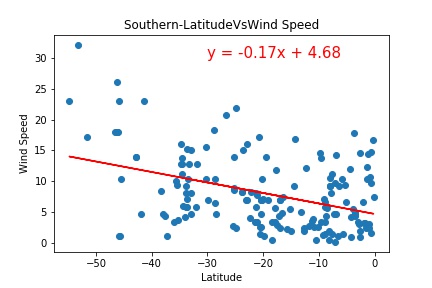 Southern-LatitudeVsWind Speed
y = -0.17x + 4.68
Wind Speed
30
25
20
15
10
5
0
−50 −40 −30 −20 −10 0
Latitude